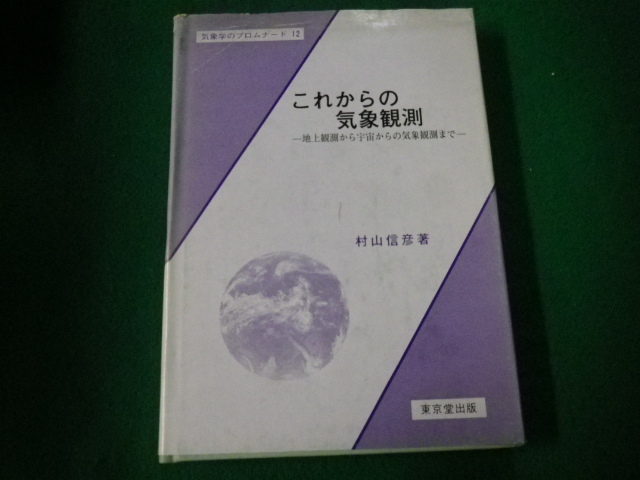 気象学のプロムナード 12
これからの
気象観測
—地上観測から宇宙からの気象観測まで—
村山信彦著
東京堂出版